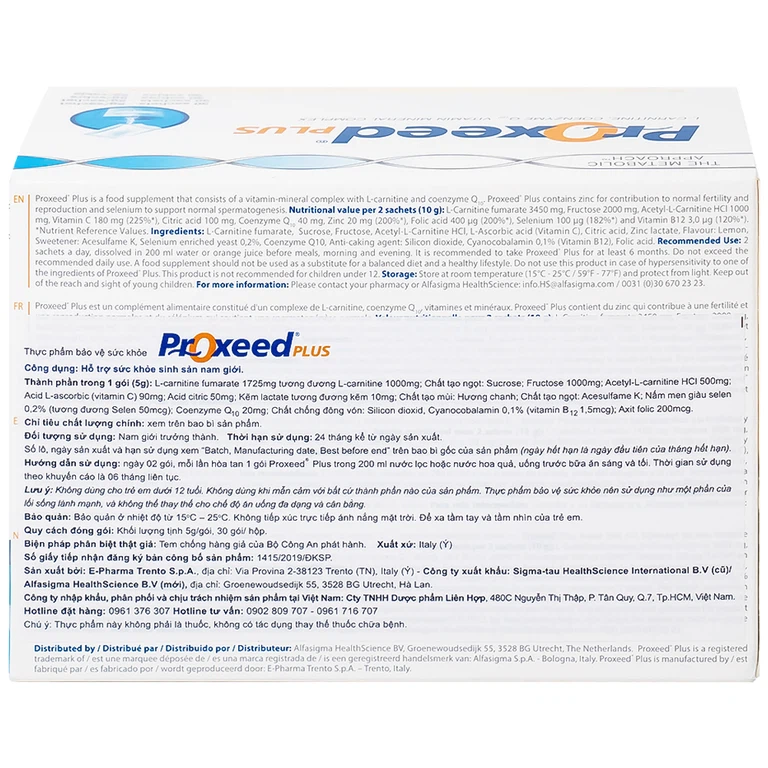 L-CARNITINE, COENZYME Q10, VITAMIN MINERAL COMPLEX
Proxeed® PLUS
THE METABOLIC
APPROACH™
EN
Proxeed® Plus is a food supplement that consists of a vitamin-mineral complex with L-carnitine and coenzyme Q10. Proxeed® Plus contains zinc for contribution to normal fertility and
reproduction and selenium to support normal spermatogenesis. Nutritional value per 2 sachets (10 g): L-Carnitine fumarate 3450 mg, Fructose 2000 mg, Acetyl-L-Carnitine HCl 1000
mg, Vitamin C 180 mg (225%*), Citric acid 100 mg, Coenzyme Q10 40 mg, Zinc 20 mg (200%*), Folic acid 400 µg (200%*), Selenium 100 µg (182%*) and Vitamin B12 3,0 µg (120%*).
*Nutrient Reference Values. Ingredients: L-Carnitine fumarate, Sucrose, Fructose, Acetyl-L-Carnitine HCl, L-Ascorbic acid (Vitamin C), Citric acid, Zinc lactate, Flavour: Lemon,
Sweetener: Acesulfame K, Selenium enriched yeast 0,2%, Coenzyme Q10, Anti-caking agent: Silicon dioxide, Cyanocobalamin 0,1% (Vitamin B12), Folic acid. Recommended Use: 2
sachets a day, dissolved in 200 ml water or orange juice before meals, morning and evening. It is recommended to take Proxeed® Plus for at least 6 months. Do not exceed the
recommended daily use. A food supplement should not be used as a substitute for a balanced diet and a healthy lifestyle. Do not use this product in case of hypersensitivity to one of
the ingredients of Proxeed® Plus. This product is not recommended for children under 12. Storage: Store at room temperature (15°C - 25°C / 59°F - 77°F) and protect from light. Keep out
of the reach and sight of young children. For more information: Please contact your pharmacy or Alfasigma HealthScience: info.HS@alfasigma.com / 0031 (0)30 670 23 23.
FR
Proxeed® Plus est un complément alimentaire constitué d'un complexe de L-carnitine, coenzyme Q10, vitamines et minéraux. Proxeed® Plus contient du zinc qui contribue à une fertilité et
Thực phẩm bảo vệ sức khỏe Proxeed® PLUS
Công dụng: Hỗ trợ sức khỏe sinh sản nam giới.
Thành phần trong 1 gói (5g): L-carnitine fumarate 1725mg tương đương L-carnitine 1000mg; Chất tạo ngọt: Sucrose; Fructose 1000mg; Acetyl-L-carnitine HCl 500mg;
Acid L-ascorbic (vitamin C) 90mg; Acid citric 50mg; Kẽm lactate tương đương kẽm 10mg; Chất tạo mùi: Hương chanh; Chất tạo ngọt: Acesulfame K; Nấm men giàu selen
0,2% (tương đương Selen 50mcg); Coenzyme Q10 20mg; Chất chống đông vón: Silicon dioxid, Cyanocobalamin 0,1% (vitamin B12 1,5mcg); Axit folic 200mcg.
Chỉ tiêu chất lượng chính: xem trên bao bì sản phẩm.
Đối tượng sử dụng: Nam giới trưởng thành. Thời hạn sử dụng: 24 tháng kể từ ngày sản xuất.
Số lô, ngày sản xuất và hạn sử dụng xem "Batch, Manufacturing date, Best before end" trên bao bì gốc của sản phẩm (ngày hết hạn là ngày đầu tiên của tháng hết hạn).
Hướng dẫn sử dụng: ngày 02 gói, mỗi lần hòa tan 1 gói Proxeed® Plus trong 200 ml nước lọc hoặc nước hoa quả, uống trước bữa ăn sáng và tối. Thời gian sử dụng
theo khuyến cáo là 06 tháng liên tục.
Lưu ý: Không dùng cho trẻ em dưới 12 tuổi. Không dùng khi mẫn cảm với bất cứ thành phần nào của sản phẩm. Thực phẩm bảo vệ sức khỏe nên sử dụng như một phần của
lối sống lành mạnh, và không thể thay thế cho chế độ ăn uống đa dạng và cân bằng.
Bảo quản: Bảo quản ở nhiệt độ từ 15°C – 25°C. Không tiếp xúc trực tiếp ánh nắng mặt trời. Để xa tầm tay và tầm nhìn của trẻ em.
Quy cách đóng gói: Khối lượng tịnh 5g/gói, 30 gói/ hộp.
Biện pháp phân biệt thật giả: Tem chống hàng giả của Bộ Công An phát hành. Xuất xứ: Italy (Ý)
Số giấy tiếp nhận đăng ký bản công bố sản phẩm: 1415/2019/ĐKSP.
Sản xuất bởi: E-Pharma Trento S.p.A., địa chỉ: Via Provina 2-38123 Trento (TN), Italy (Ý) - Công ty xuất khẩu: Sigma-tau HealthScience International B.V (cũ)/
Alfasigma HealthScience B.V (mới), địa chỉ: Groenewoudsedijk 55, 3528 BG Utrecht, Hà Lan.
Công ty nhập khẩu, phân phối và chịu trách nhiệm sản phẩm tại Việt Nam: Cty TNHH Dược phẩm Liên Hợp, 480C Nguyễn Thị Thập, P. Tân Quy, Q.7, Tp.HCM, Việt Nam.
Hotline đặt hàng: 0961 376 307 Hotline tư vấn: 0902 809 707 - 0961 716 707
Chú ý: Thực phẩm này không phải là thuốc, không có tác dụng thay thế thuốc chữa bệnh.
Distributed by / Distribué par / Distribuido por / Distributeur: Alfasigma HealthScience BV, Groenewoudsedijk 55, 3528 BG Utrecht, The Netherlands. Proxeed® Plus is a registered
trademark of / est une marque déposée de / es una marca registrada de / is een geregistreerd handelsmerk van: Alfasigma S.p.A. - Bologna, Italy. Proxeed® Plus is manufactured by / est
fabriqué par / es fabricado por / wordt geproduceerd door: E-Pharma Trento S.p.A. - Trento, Italy.